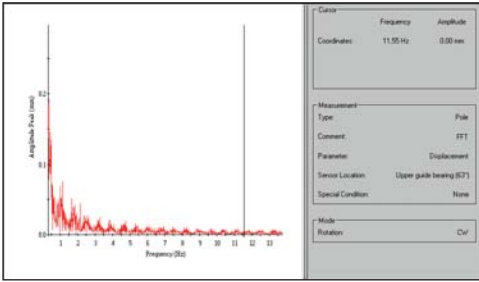 Amplitude Peak (mm)
0.2
0.1
0.0
1 2 3 4 5 6 7 8 9 10 11 12 13
Frequency (Hz)
Cursor
Frequency Amplitude
Coordinates: 11.55 Hz 0.00 mm
Measurement
Type: Pole
Comment: FFT
Parameter: Displacement
Sensor Location: Upper guide bearing (63°)
Special Condition: None
Mode
Rotation: CW